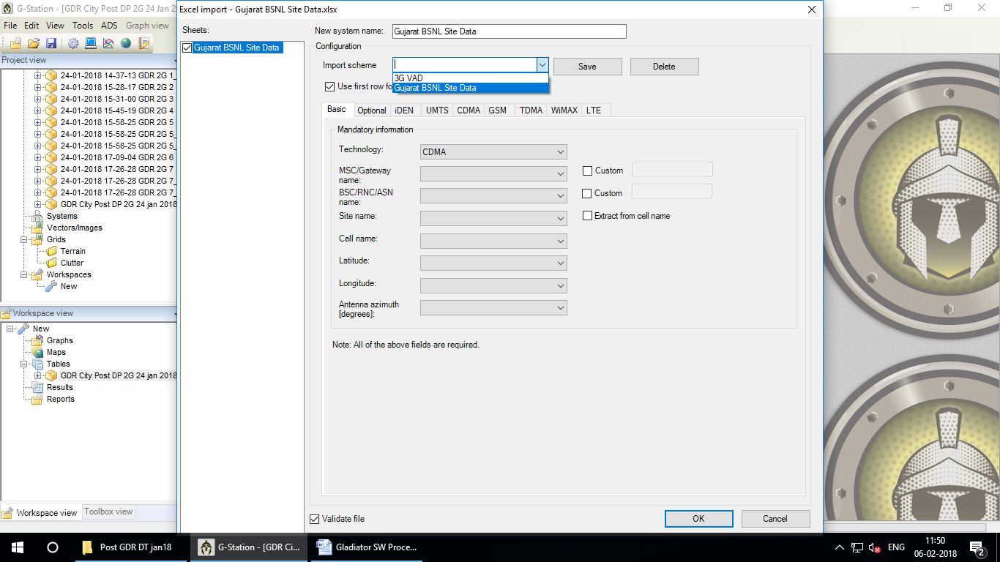 G-Station - [GDR City Post DP 2G 24 Jan 2
File Edit View Tools ADS Graph view
Project view
24-01-2018 14-37-13 GDR 2G 1_
24-01-2018 15-28-17 GDR 2G 2
24-01-2018 15-31-00 GDR 2G 3
24-01-2018 15-45-19 GDR 2G 4
24-01-2018 15-58-25 GDR 2G 5
24-01-2018 15-58-25 GDR 2G 5_
24-01-2018 15-58-25 GDR 2G 5_
24-01-2018 17-09-04 GDR 2G 6
24-01-2018 17-26-28 GDR 2G 7
24-01-2018 17-26-28 GDR 2G 7_
24-01-2018 17-26-28 GDR 2G 7_
GDR City Post DP 2G 24 jan 2018
Systems
Vectors/Images
Grids
Terrain
Clutter
Workspaces
New
Workspace view
New
Graphs
Maps
Tables
GDR City Post DP 2G 24 jan 2018
Results
Reports
Workspace view Toolbox view
Excel import - Gujarat BSNL Site Data.xlsx
Sheets:
Gujarat BSNL Site Data
New system name: Gujarat BSNL Site Data
Configuration
Import scheme
Save Delete
3G VAD
Gujarat BSNL Site Data
Use first row fo
Basic Optional iDEN UMTS CDMA GSM TDMA WiMAX LTE
Mandatory information
Technology: CDMA
MSC/Gateway
name:
Custom
BSC/RNC/ASN
name:
Custom
Site name: Extract from cell name
Cell name:
Latitude:
Longitude:
Antenna azimuth
[degrees]:
Note: All of the above fields are required.
Validate file OK Cancel
Post GDR DT jan18 G-Station - [GDR Ci... Gladiator SW Proce... ENG
11:50
06-02-2018
2